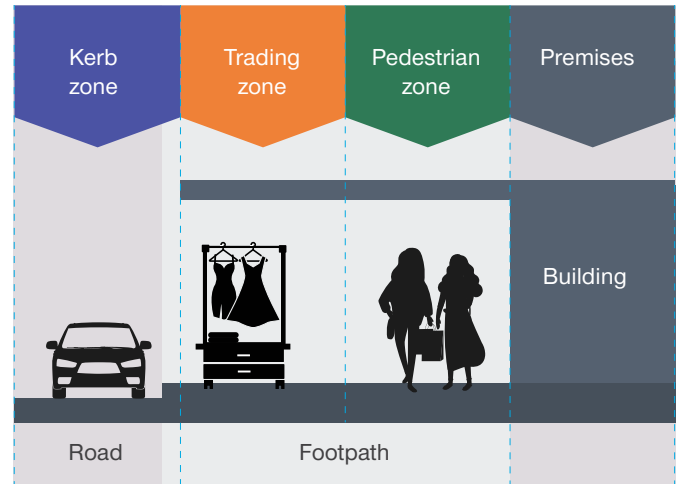 Kerb
zone
Trading
zone
Pedestrian
zone
Premises
Building
Road
Footpath